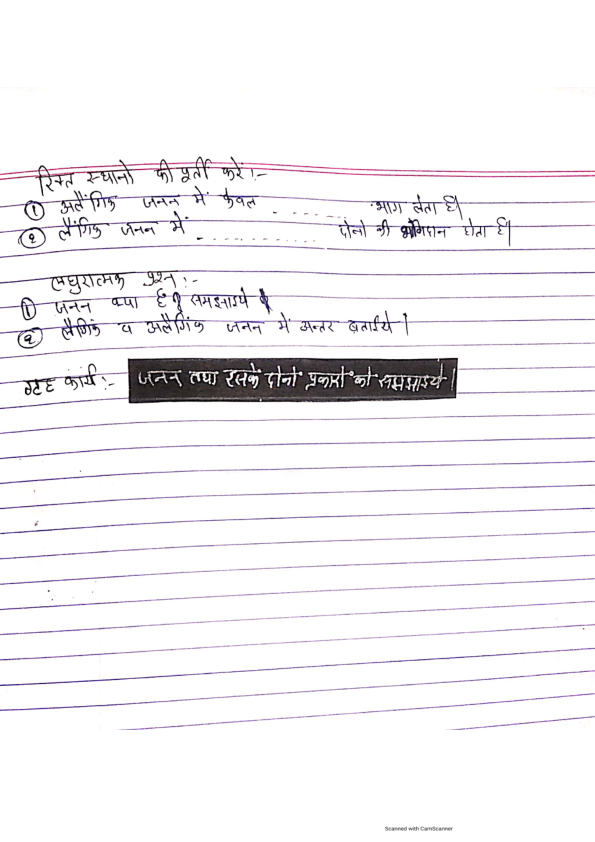 रिक्त स्थानो की पूर्ती करें।-
① अलैंगिक जनन में केवल ------------ भाग लेता है।
② लैंगिक जनन में ------------ दोनो की भागिदान होता है।
लघुरात्मक प्रश्न :-
① जनन क्या है? समझाइये
② लैगिंक व अलैगिंक जनन में अन्तर बताईये।
ग्रह कार्य :- जनन तथा इसके दोनो प्रकारो को समझाइये।
Scanned with CamScanner